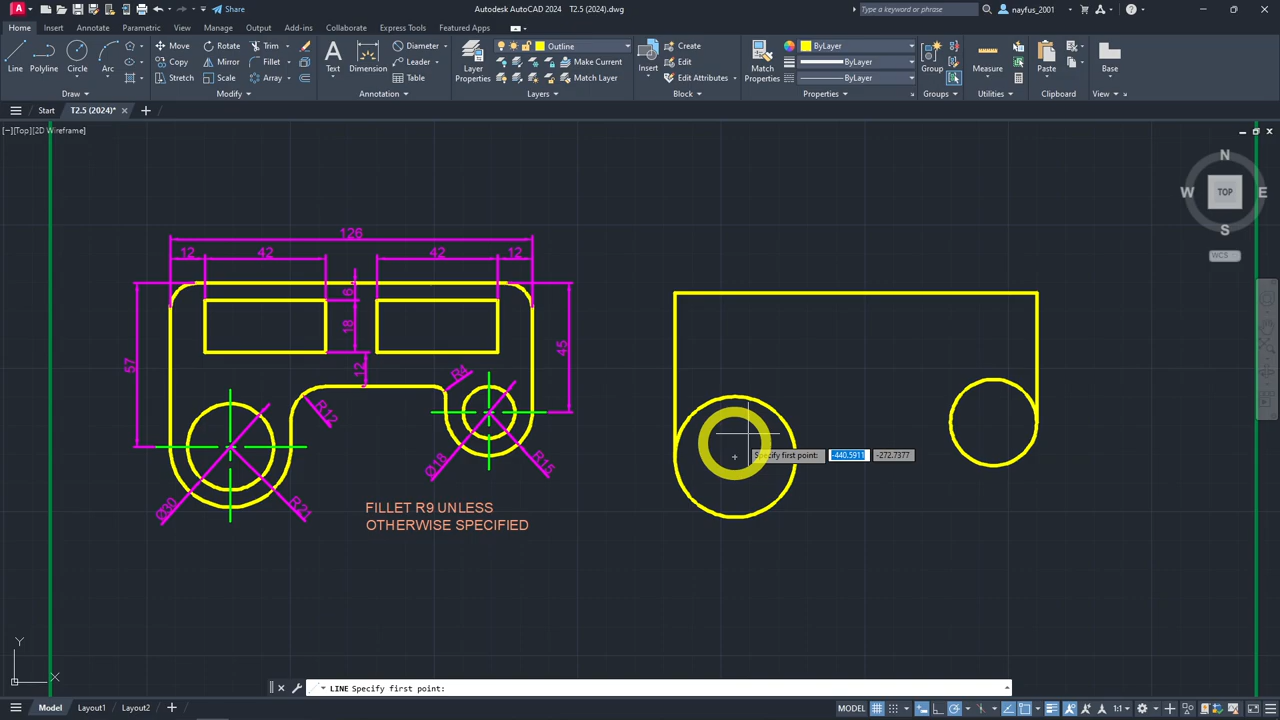 Share
Autodesk AutoCAD 2024 T2.5 (2024).dwg
Type a keyword or phrase
nayfus_2001
Home Insert Annotate Parametric View Manage Output Add-ins Collaborate Express Tools Featured Apps
Line Polyline Circle Arc
Move Rotate Trim
Copy Mirror Fillet
Stretch Scale Array
Text Dimension
Diameter
Leader
Table
Layer Properties
Outline
Make Current
Match Layer
Insert
Create
Edit
Edit Attributes
Match Properties
ByLayer
ByLayer
ByLayer
Group Measure Paste Base
Draw Modify Annotation Layers Block Properties Groups Utilities Clipboard View
Start T2.5 (2024)*
[−][Top][2D Wireframe]
N
W TOP E
S
WCS
126
12 42 42 12
6
18
57 45
12
R4
R12
Ø18 R15
Ø30 R21
FILLET R9 UNLESS
OTHERWISE SPECIFIED
Specify first point: -440.5911 -272.7377
Y
X
LINE Specify first point:
Model Layout1 Layout2
MODEL 1:1